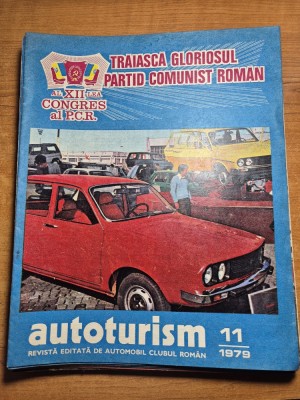 TRAIASCA GLORIOSUL
PARTID COMUNIST ROMAN
AL XII-LEA
CONGRES
al P.C.R.
autoturism
11
1979
REVISTĂ EDITATĂ DE AUTOMOBIL CLUBUL ROMÂN